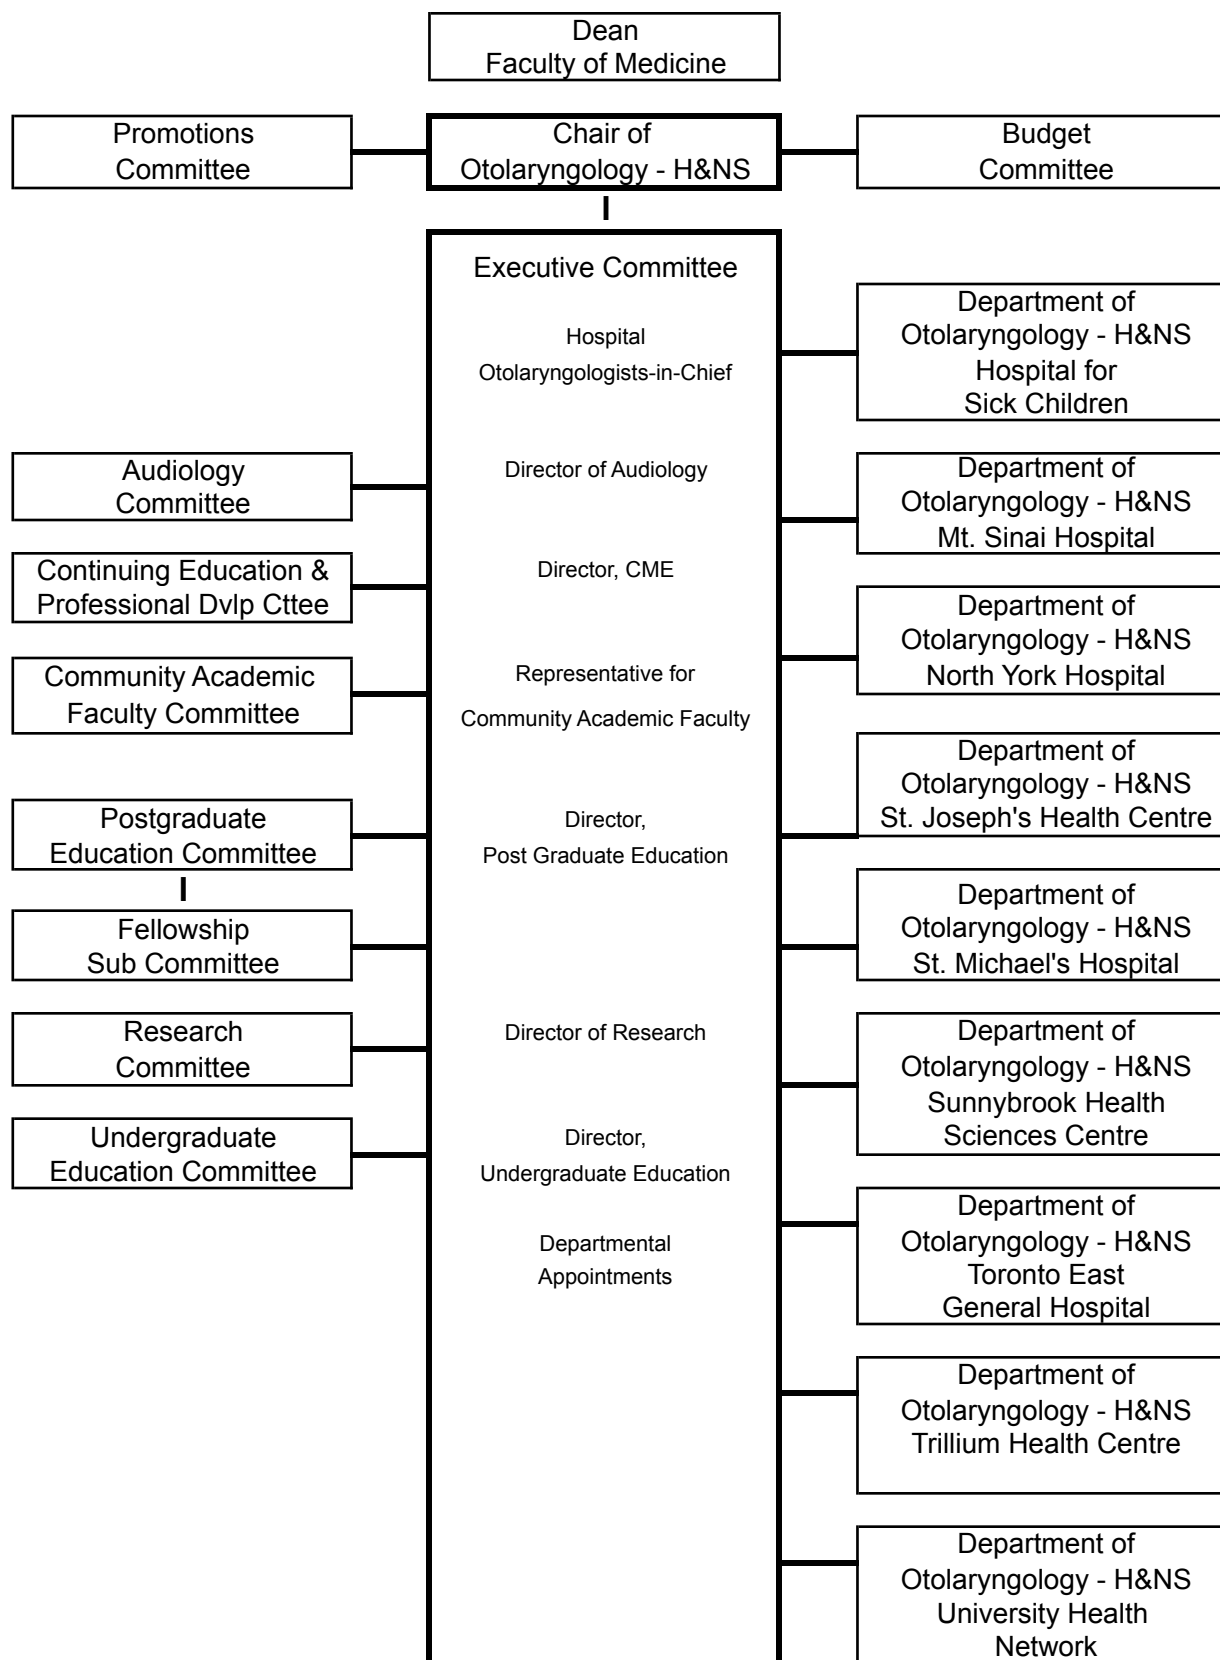 Dean
Faculty of Medicine
Promotions
Committee
Chair of
Otolaryngology - H&NS
Budget
Committee
Executive Committee
Hospital
Otolaryngologists-in-Chief
Director of Audiology
Director, CME
Representative for
Community Academic Faculty
Director,
Post Graduate Education
Director of Research
Director,
Undergraduate Education
Departmental
Appointments
Audiology
Committee
Continuing Education &
Professional Dvlp Cttee
Community Academic
Faculty Committee
Postgraduate
Education Committee
Fellowship
Sub Committee
Research
Committee
Undergraduate
Education Committee
Department of
Otolaryngology - H&NS
Hospital for
Sick Children
Department of
Otolaryngology - H&NS
Mt. Sinai Hospital
Department of
Otolaryngology - H&NS
North York Hospital
Department of
Otolaryngology - H&NS
St. Joseph's Health Centre
Department of
Otolaryngology - H&NS
St. Michael's Hospital
Department of
Otolaryngology - H&NS
Sunnybrook Health
Sciences Centre
Department of
Otolaryngology - H&NS
Toronto East
General Hospital
Department of
Otolaryngology - H&NS
Trillium Health Centre
Department of
Otolaryngology - H&NS
University Health
Network